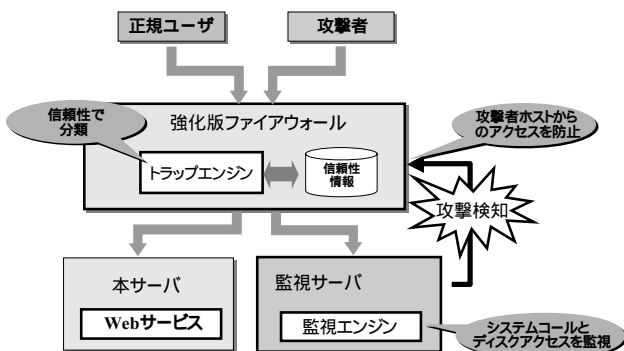 正規ユーザ
攻撃者
信頼性で
分類
強化版ファイアウォール
攻撃者ホストから
のアクセスを防止
トラップエンジン
信頼性
情報
攻撃検知
本サーバ
Webサービス
監視サーバ
監視エンジン
システムコールと
ディスクアクセスを監視